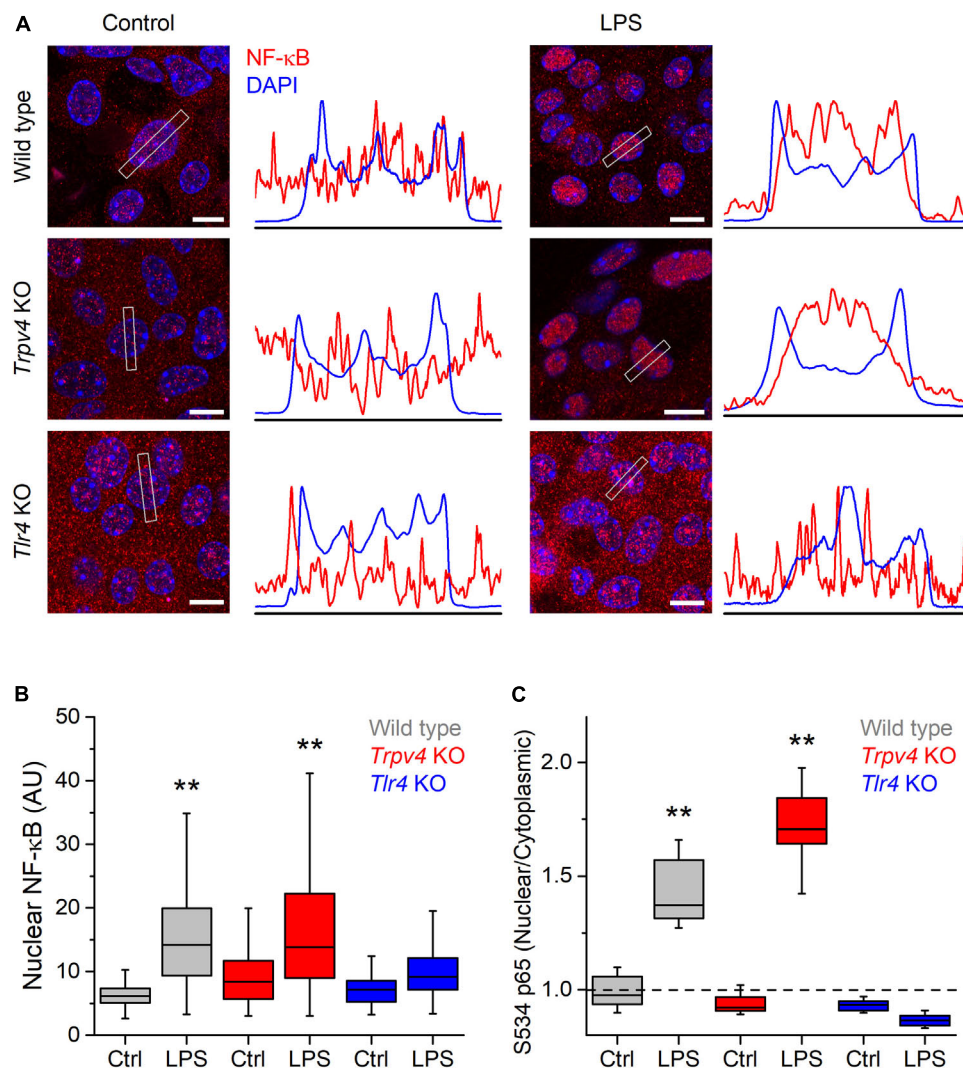 A
Control
LPS
Wild type
NF-κB
DAPI
Trpv4 KO
Tlr4 KO
B
Nuclear NF-κB (AU)
50
40
30
20
10
0
Wild type
Trpv4 KO
Tlr4 KO
**
**
Ctrl LPS Ctrl LPS Ctrl LPS
C
S534 p65 (Nuclear/Cytoplasmic)
2.0
1.5
1.0
Wild type
Trpv4 KO
Tlr4 KO
**
**
Ctrl LPS Ctrl LPS Ctrl LPS